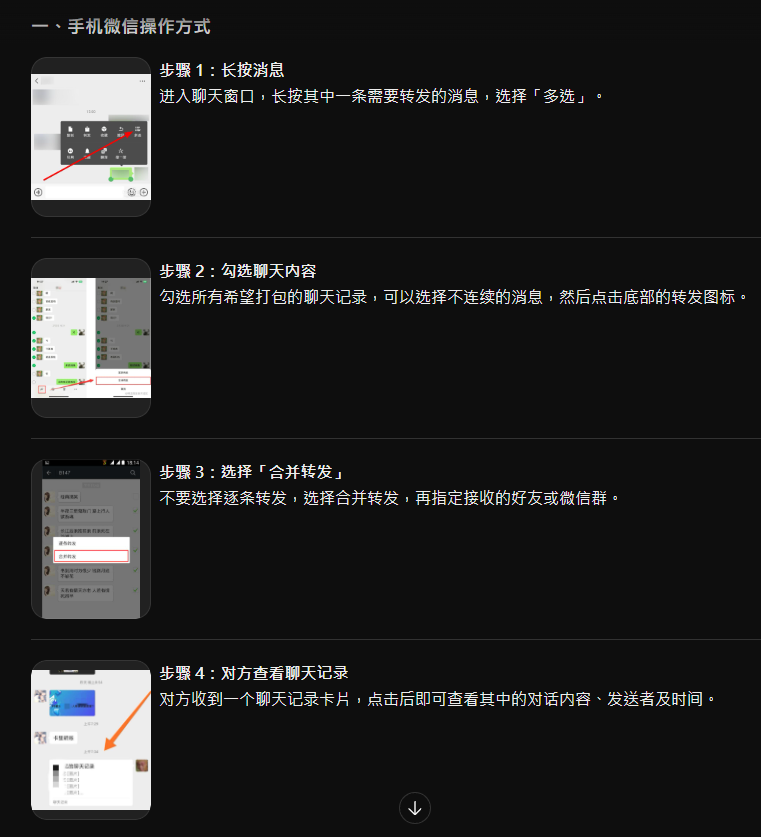 一、手机微信操作方式
步骤 1：长按消息
进入聊天窗口，长按其中一条需要转发的消息，选择「多选」。
步骤 2：勾选聊天内容
勾选所有希望打包的聊天记录，可以选择不连续的消息，然后点击底部的转发图标。
步骤 3：选择「合并转发」
不要选择逐条转发，选择合并转发，再指定接收的好友或微信群。
18:14
步骤 4：对方查看聊天记录
对方收到一个聊天记录卡片，点击后即可查看其中的对话内容、发送者及时间。